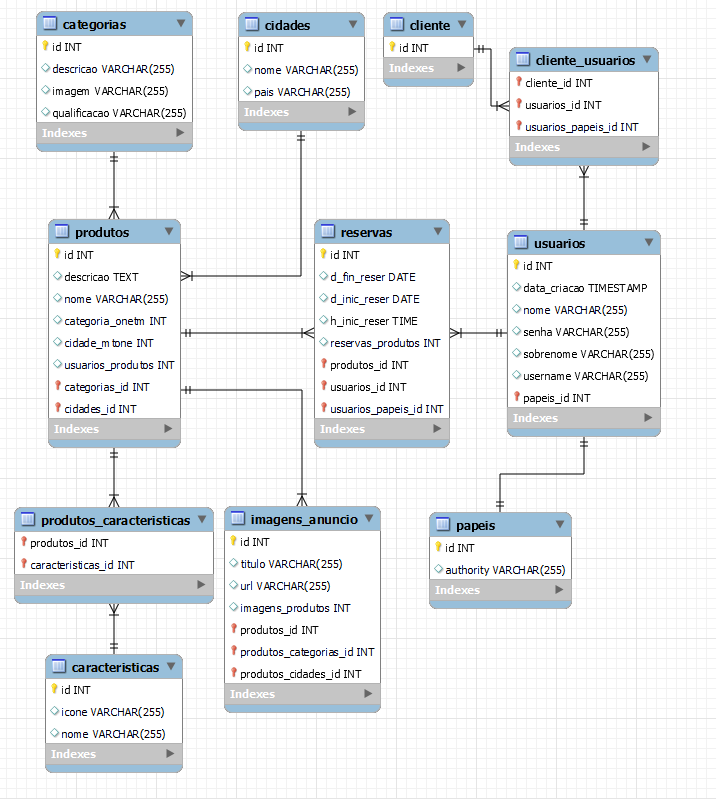 categorias
id INT
descricao VARCHAR(255)
imagem VARCHAR(255)
qualificacao VARCHAR(255)
Indexes
cidades
id INT
nome VARCHAR(255)
pais VARCHAR(255)
Indexes
cliente
id INT
Indexes
cliente_usuarios
cliente_id INT
usuarios_id INT
usuarios_papeis_id INT
Indexes
produtos
id INT
descricao TEXT
nome VARCHAR(255)
categoria_onetm INT
cidade_mtone INT
usuarios_produtos INT
categorias_id INT
cidades_id INT
Indexes
reservas
id INT
d_fin_reser DATE
d_inic_reser DATE
h_inic_reser TIME
reservas_produtos INT
produtos_id INT
usuarios_id INT
usuarios_papeis_id INT
Indexes
usuarios
id INT
data_criacao TIMESTAMP
nome VARCHAR(255)
senha VARCHAR(255)
sobrenome VARCHAR(255)
username VARCHAR(255)
papeis_id INT
Indexes
produtos_caracteristicas
produtos_id INT
caracteristicas_id INT
Indexes
imagens_anuncio
id INT
titulo VARCHAR(255)
url VARCHAR(255)
imagens_produtos INT
produtos_id INT
produtos_categorias_id INT
produtos_cidades_id INT
Indexes
papeis
id INT
authority VARCHAR(255)
Indexes
caracteristicas
id INT
icone VARCHAR(255)
nome VARCHAR(255)
Indexes